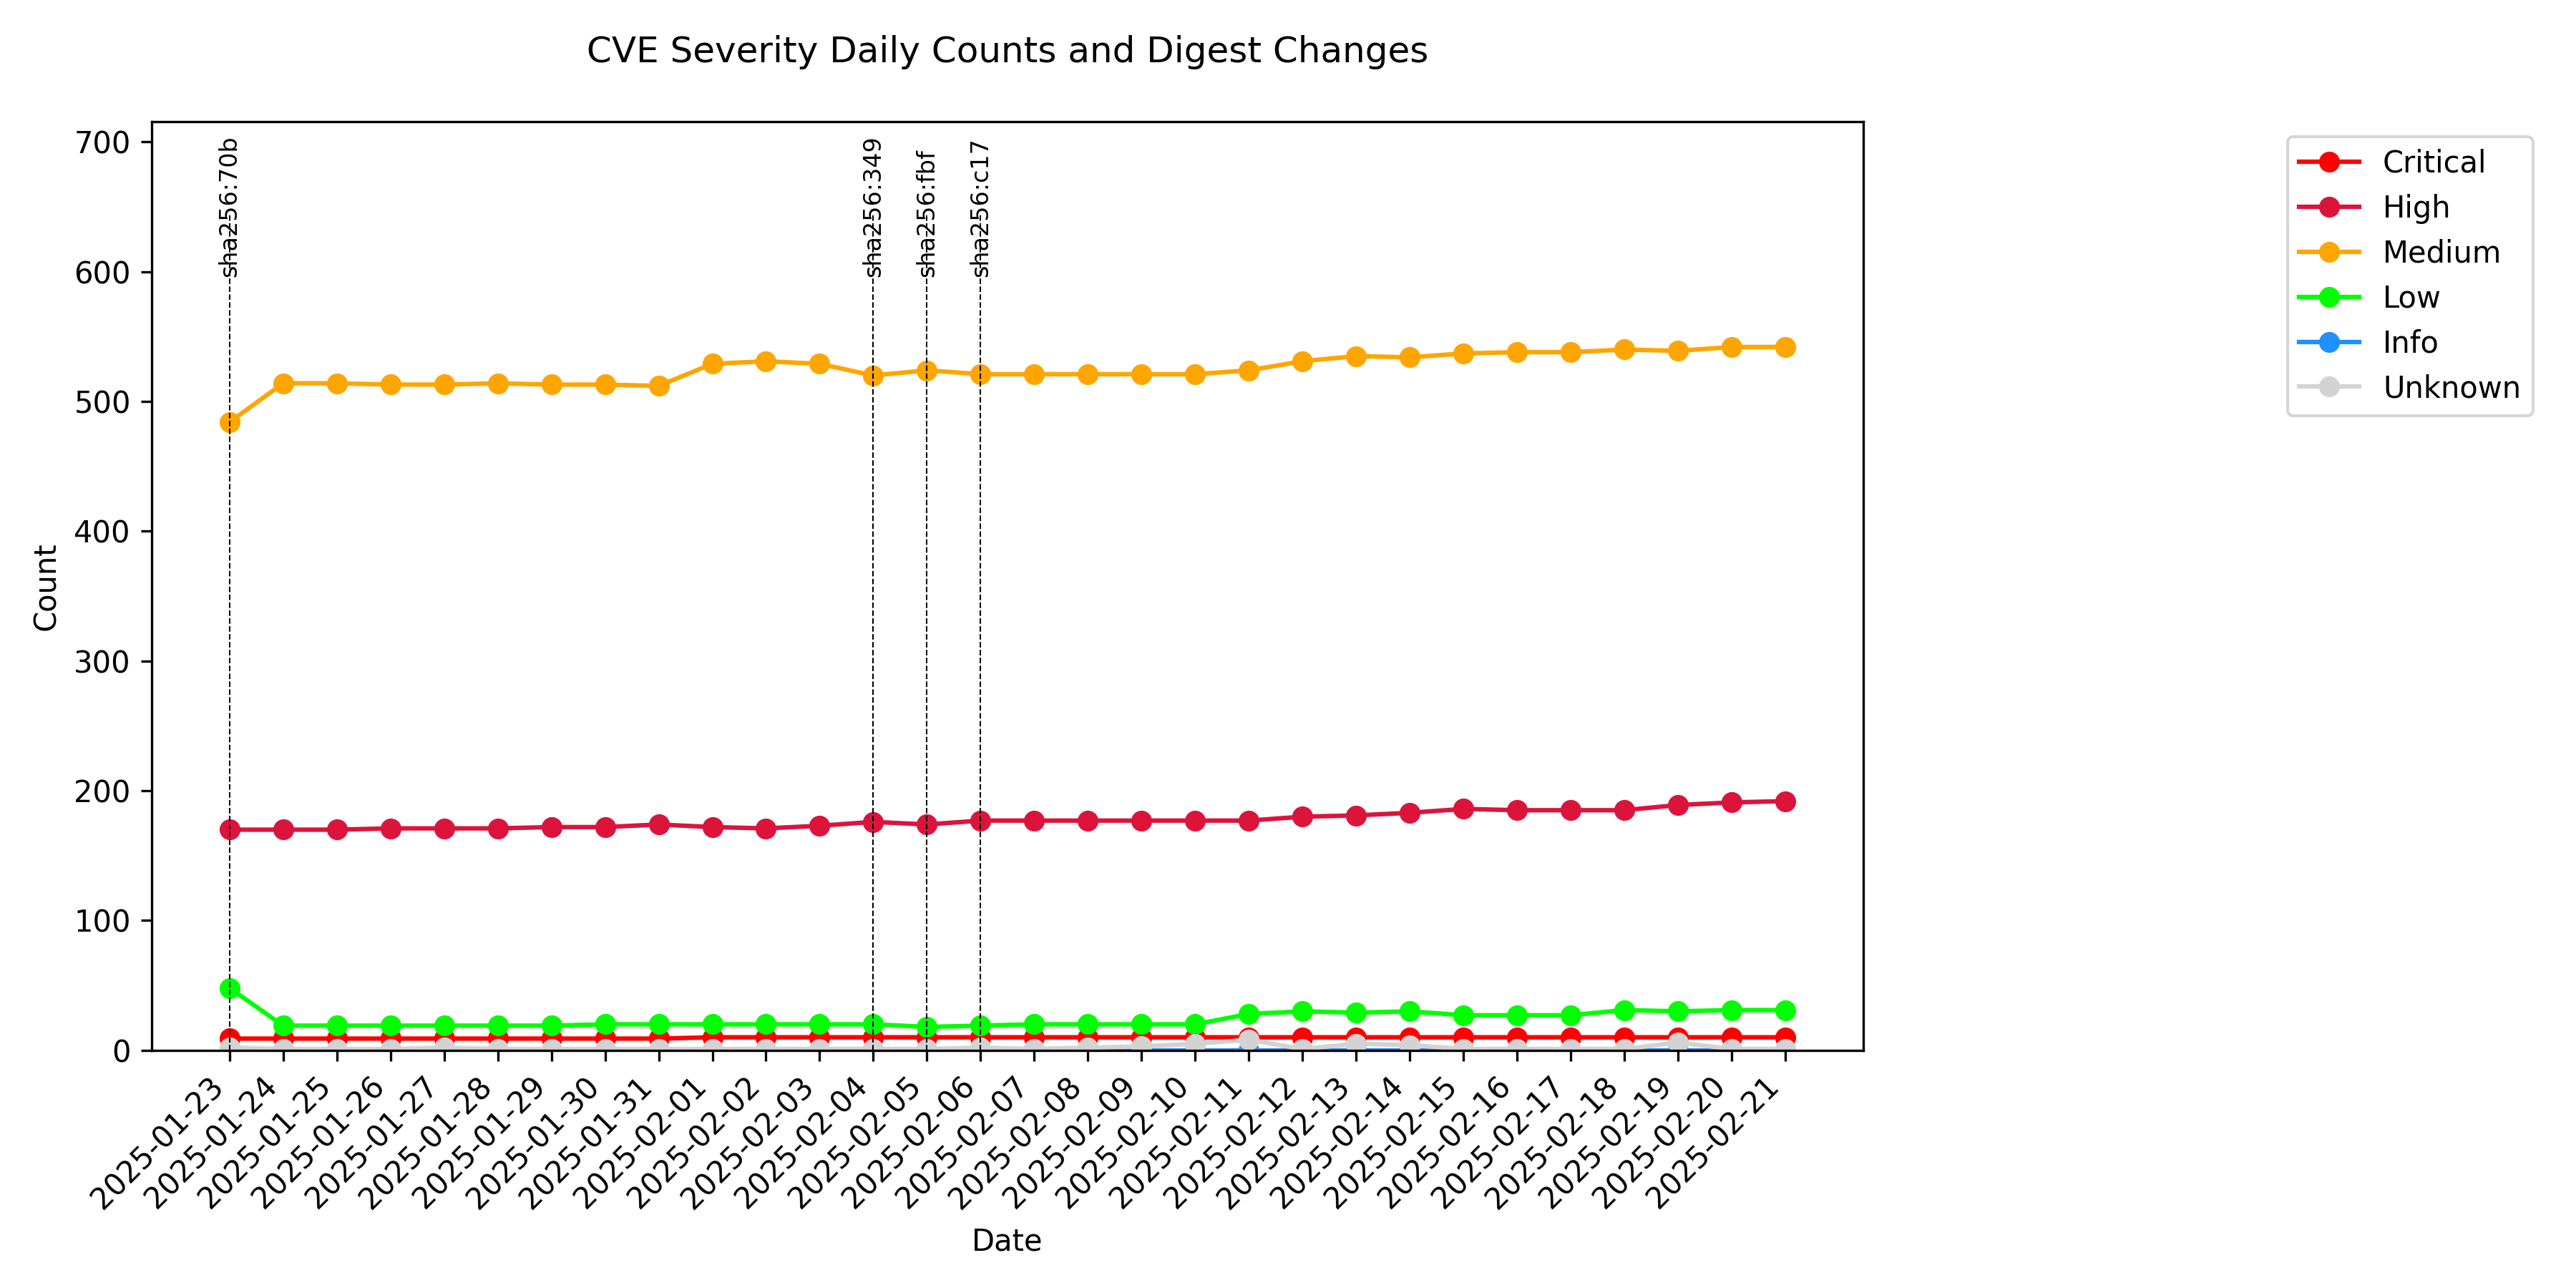 CVE Severity Daily Counts and Digest Changes
700
600
500
400
300
200
100
0
Count
sha256:70b
sha256:349
sha256:fbf
sha256:c17
Critical
High
Medium
Low
Info
Unknown
2025-01-23
2025-01-24
2025-01-25
2025-01-26
2025-01-27
2025-01-28
2025-01-29
2025-01-30
2025-01-31
2025-02-01
2025-02-02
2025-02-03
2025-02-04
2025-02-05
2025-02-06
2025-02-07
2025-02-08
2025-02-09
2025-02-10
2025-02-11
2025-02-12
2025-02-13
2025-02-14
2025-02-15
2025-02-16
2025-02-17
2025-02-18
2025-02-19
2025-02-20
2025-02-21
Date